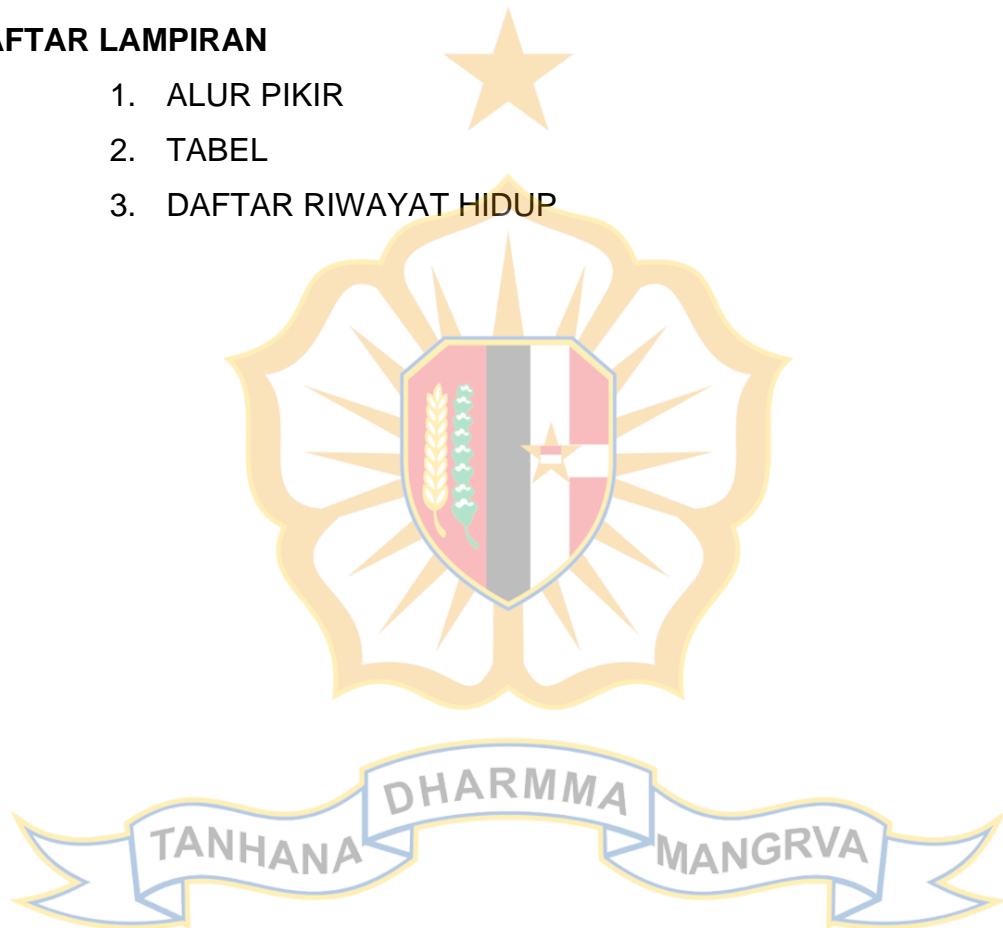 AFTAR LAMPIRAN
1. ALUR PIKIR
2. TABEL
3. DAFTAR RIWAYAT HIDUP
TANHANA DHARMMA MANGRVA